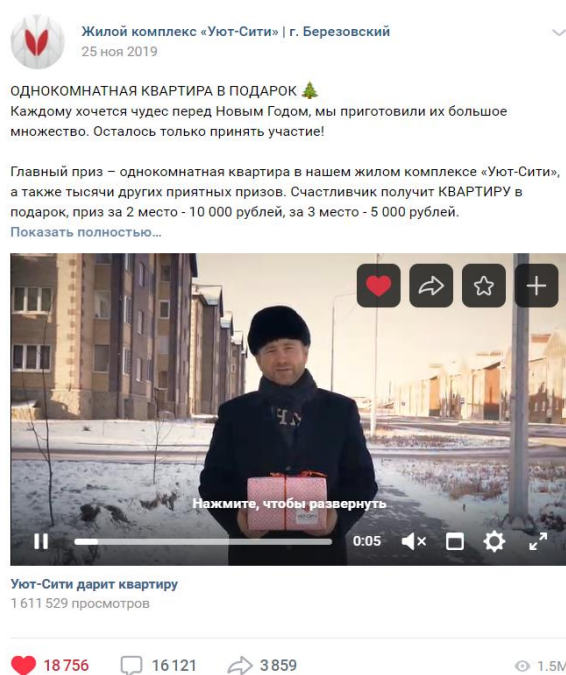 Жилой комплекс «Уют-Сити» | г. Березовский
25 ноя 2019
ОДНОКОМНАТНАЯ КВАРТИРА В ПОДАРОК 🎄
Каждому хочется чудес перед Новым Годом, мы приготовили их большое
множество. Осталось только принять участие!
Главный приз – однокомнатная квартира в нашем жилом комплексе «Уют-Сити»,
а также тысячи других приятных призов. Счастливчик получит КВАРТИРУ в
подарок, приз за 2 место - 10 000 рублей, за 3 место - 5 000 рублей.
Показать полностью...
Нажмите, чтобы развернуть
0:05
Уют-Сити дарит квартиру
1 611 529 просмотров
18 756 16 121 3 859 1.5M